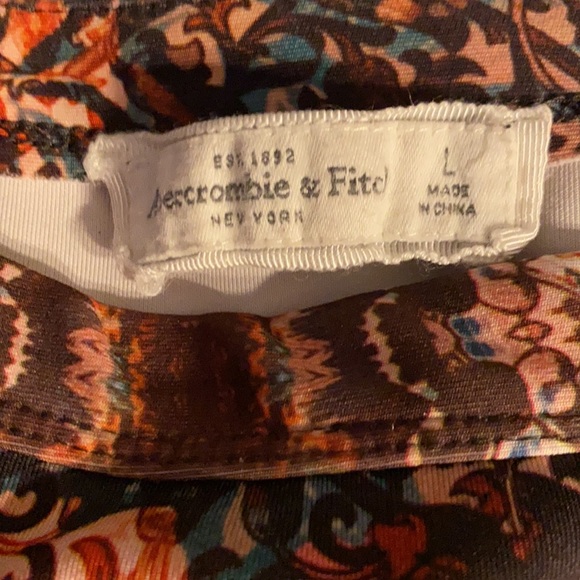 EST. 1892
Abercrombie & Fitc
NEW YORK
L
MADE
IN CHINA